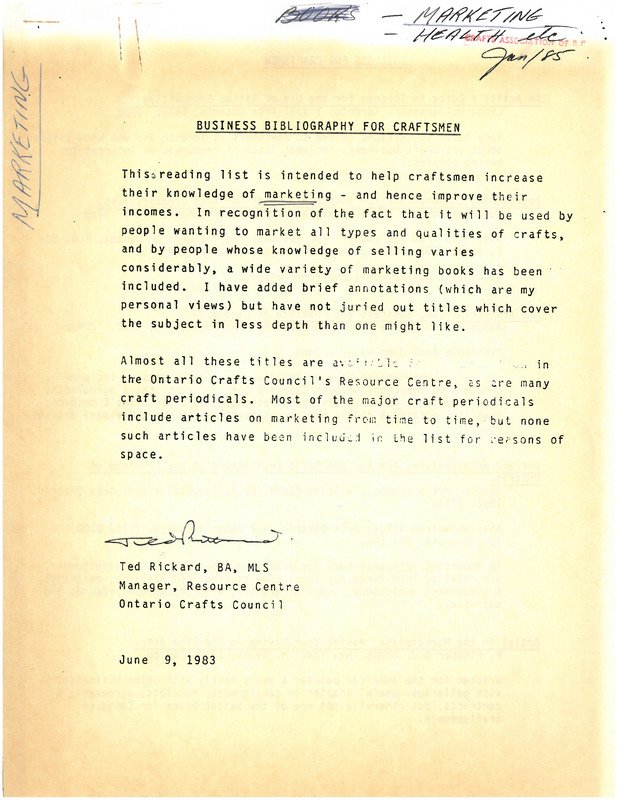 BOOKS - MARKETING
- HEALTH etc
CRAFTS ASSOCIATION OF B.C.
Jan/85
MARKETING
BUSINESS BIBLIOGRAPHY FOR CRAFTSMEN
This reading list is intended to help craftsmen increase
their knowledge of marketing - and hence improve their
incomes. In recognition of the fact that it will be used by
people wanting to market all types and qualities of crafts,
and by people whose knowledge of selling varies
considerably, a wide variety of marketing books has been
included. I have added brief annotations (which are my
personal views) but have not juried out titles which cover
the subject in less depth than one might like.
Almost all these titles are available in
the Ontario Crafts Council's Resource Centre, as are many
craft periodicals. Most of the major craft periodicals
include articles on marketing from time to time, but none
such articles have been included in the list for reasons of
space.
Ted Rickard, BA, MLS
Manager, Resource Centre
Ontario Crafts Council
June 9, 1983